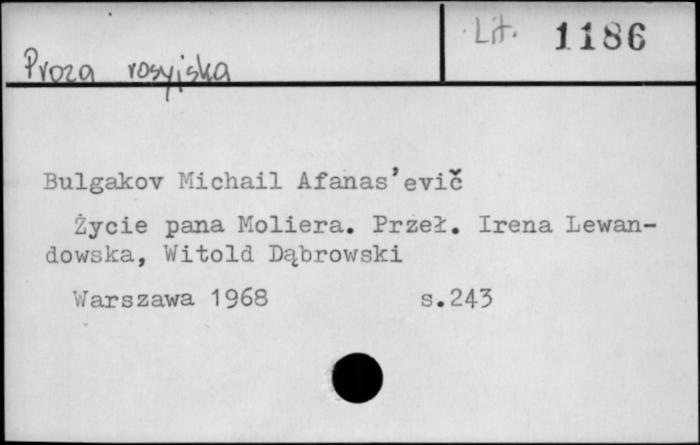 Lit. 1186
Proza rosyjska
Bulgakov Michail Afanas'evič
Życie pana Moliera. Przeł. Irena Lewan-
dowska, Witold Dąbrowski
Warszawa 1968 s.243